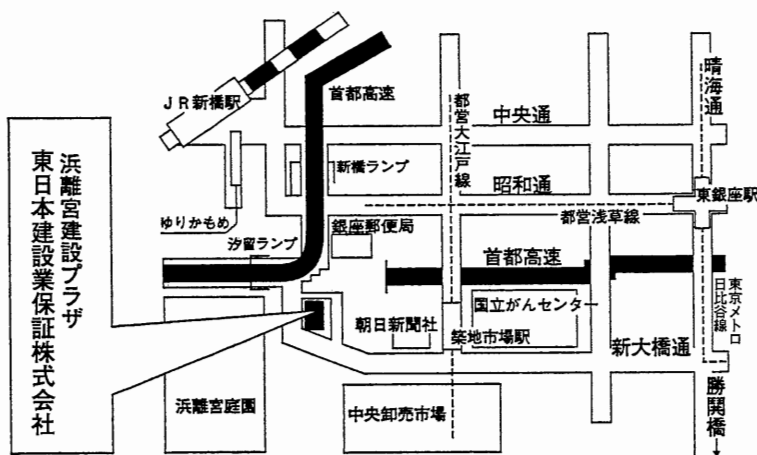 浜離宮建設プラザ
東日本建設業保証株式会社
JR新橋駅
首都高速
都営大江戸線
中央通
晴海通
新橋ランプ
昭和通
東銀座駅
ゆりかもめ
都営浅草線
汐留ランプ
銀座郵便局
首都高速
東京メトロ
日比谷線
朝日新聞社
国立がんセンター
築地市場駅
新大橋通
浜離宮庭園
中央卸売市場
勝閧橋